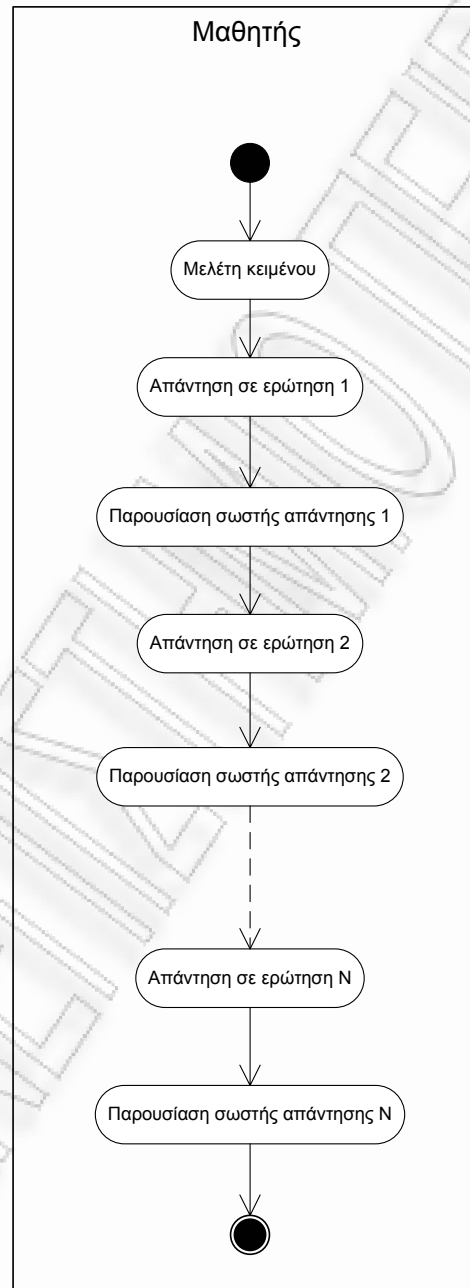 Μαθητής
Μελέτη κειμένου
Απάντηση σε ερώτηση 1
Παρουσίαση σωστής απάντησης 1
Απάντηση σε ερώτηση 2
Παρουσίαση σωστής απάντησης 2
Απάντηση σε ερώτηση Ν
Παρουσίαση σωστής απάντησης Ν